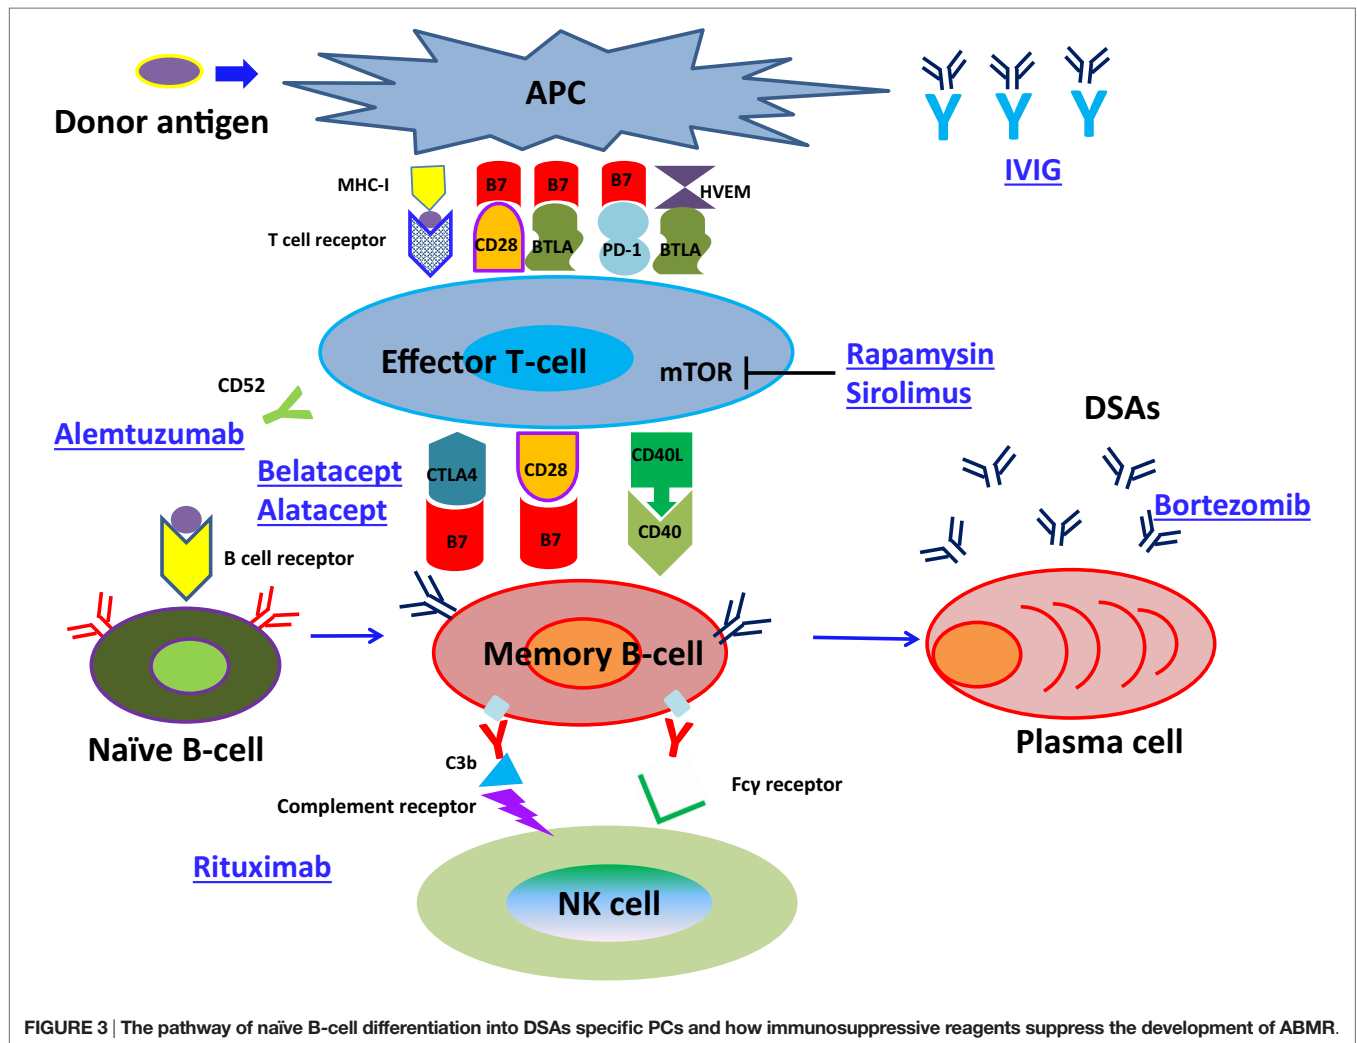 APC
Donor antigen
IVIG
MHC-I
B7
B7
B7
HVEM
T cell receptor
CD28
BTLA
PD-1
BTLA
Effector T-cell
mTOR
Rapamysin
Sirolimus
CD52
Alemtuzumab
DSAs
Belatacept
Alatacept
CTLA4
CD28
CD40L
Bortezomib
B7
B7
CD40
B cell receptor
Memory B-cell
Naïve B-cell
Plasma cell
C3b
Complement receptor
Fcγ receptor
Rituximab
NK cell
FIGURE 3 | The pathway of naïve B-cell differentiation into DSAs specific PCs and how immunosuppressive reagents suppress the development of ABMR.